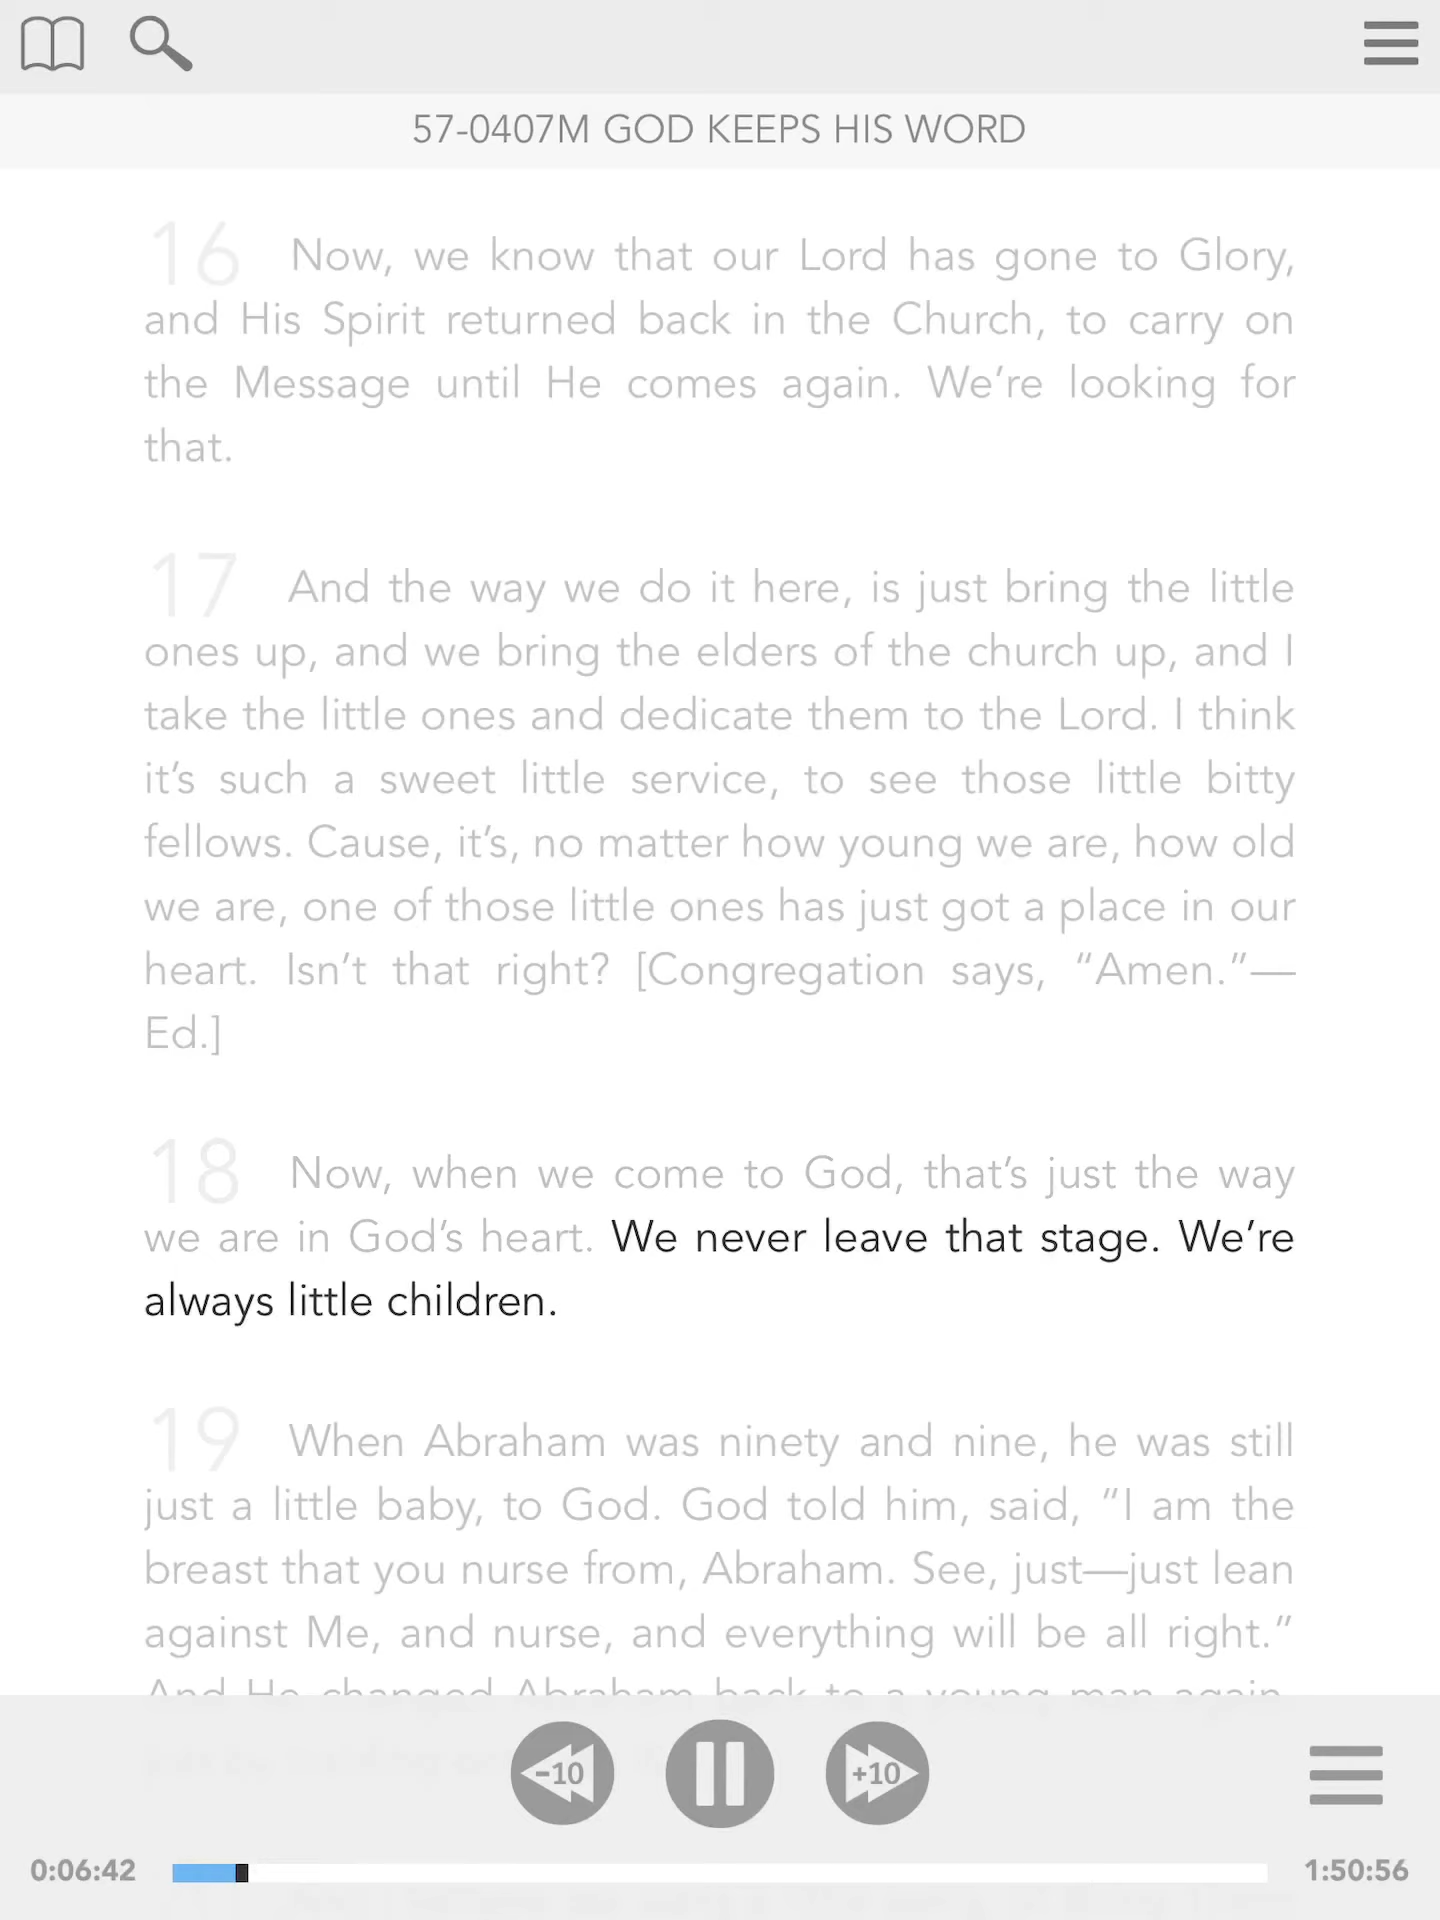 57-0407M GOD KEEPS HIS WORD
16 Now, we know that our Lord has gone to Glory,
and His Spirit returned back in the Church, to carry on
the Message until He comes again. We’re looking for
that.
17 And the way we do it here, is just bring the little
ones up, and we bring the elders of the church up, and I
take the little ones and dedicate them to the Lord. I think
it’s such a sweet little service, to see those little bitty
fellows. Cause, it’s, no matter how young we are, how old
we are, one of those little ones has just got a place in our
heart. Isn’t that right? [Congregation says, “Amen.”—
Ed.]
18 Now, when we come to God, that’s just the way
we are in God’s heart. We never leave that stage. We’re
always little children.
19 When Abraham was ninety and nine, he was still
just a little baby, to God. God told him, said, “I am the
breast that you nurse from, Abraham. See, just—just lean
against Me, and nurse, and everything will be all right.”
And He changed Abraham back to a young man again,
-10
+10
0:06:42
1:50:56